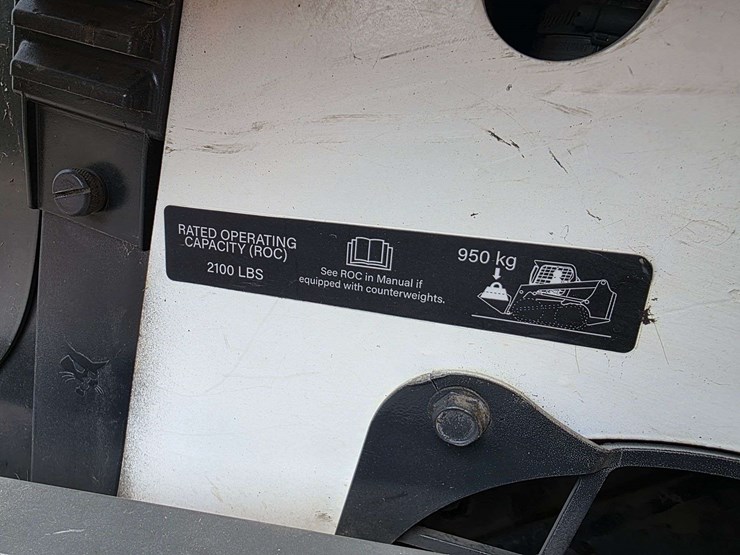 RATED OPERATING
CAPACITY (ROC)
2100 LBS
See ROC in Manual if
equipped with counterweights.
950 kg